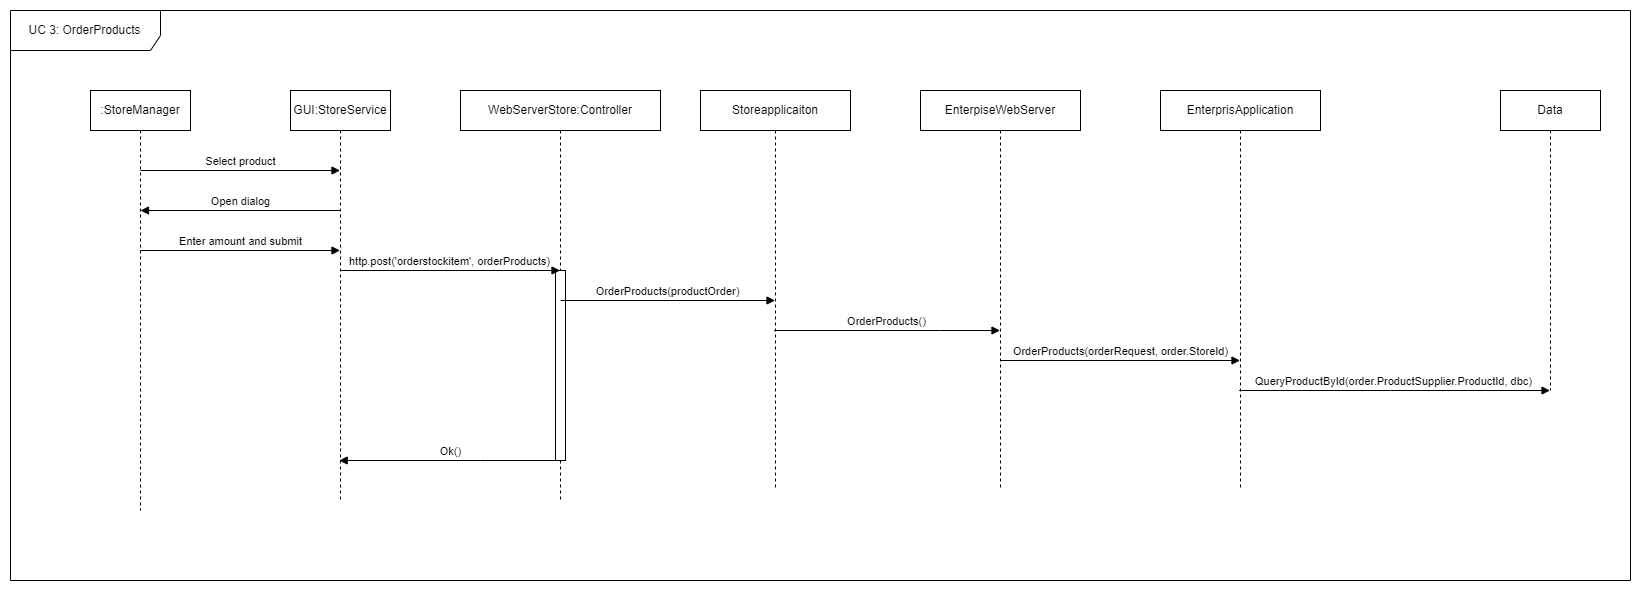 UC 3: OrderProducts
:StoreManager
GUI:StoreService
WebServerStore:Controller
Storeapplicaiton
EnterpiseWebServer
EnterprisApplication
Data
Select product
Open dialog
Enter amount and submit
http.post('orderstockitem', orderProducts)
OrderProducts(productOrder)
OrderProducts()
OrderProducts(orderRequest, order.StoreId)
QueryProductById(order.ProductSupplier.ProductId, dbc)
Ok()